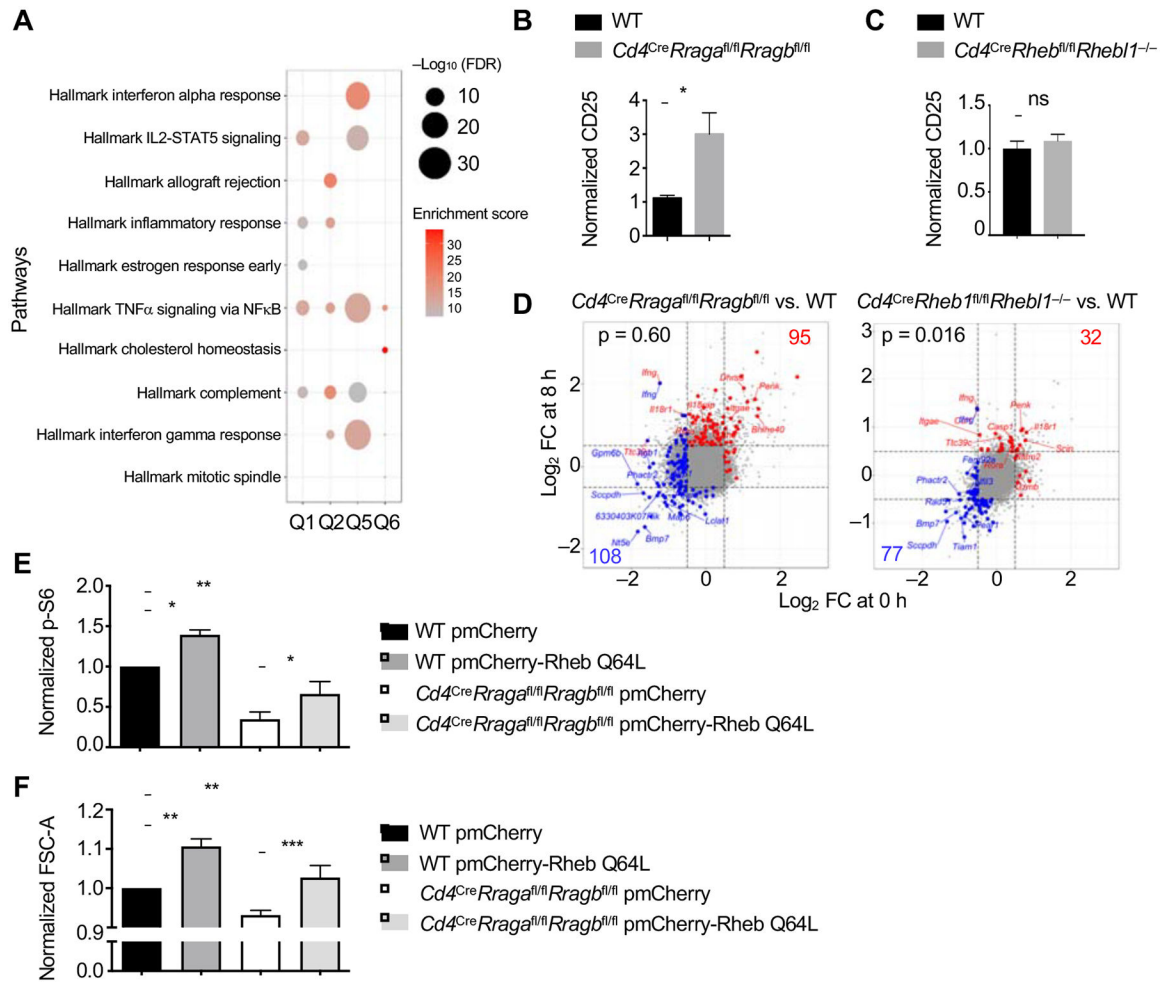 A
–Log₁₀ (FDR)
10
20
30
Enrichment score
35
30
25
20
15
10
Pathways
Hallmark interferon alpha response
Hallmark IL2-STAT5 signaling
Hallmark allograft rejection
Hallmark inflammatory response
Hallmark estrogen response early
Hallmark TNFα signaling via NFκB
Hallmark cholesterol homeostasis
Hallmark complement
Hallmark interferon gamma response
Hallmark mitotic spindle
Q1 Q2 Q5 Q6
B
WT
Cd4CreRragafl/flRragbfl/fl
Normalized CD25
4
3
2
1
0
*
C
WT
Cd4CreRhebfl/flRhebl1–/–
Normalized CD25
1.5
1.0
0.5
0
ns
D
Cd4CreRragafl/flRragbfl/fl vs. WT
p = 0.60
95
108
Ifng
Ifng
Il18r1
Penk
Itgae
Bhlhe40
Gpm6b
Phactr2
Sccpdh
6330403K07Rik
Nt5e
Bmp7
Lclat1
2
0
–2
–2 0 2
Log₂ FC at 8 h
Cd4CreRheb1fl/flRhebl1–/– vs. WT
p = 0.016
32
77
Ifng
Itgae
Casp1
Penk
Il18r1
Ttc39c
Scin
Gzmb
Phactr2
Rad51
Bmp7
Sccpdh
Tiam1
3
2
1
0
–1
–2 0 2
Log₂ FC at 0 h
E
Normalized p-S6
2.0
1.5
1.0
0.5
0.0
*
**
*
WT pmCherry
WT pmCherry-Rheb Q64L
Cd4CreRragafl/flRragbfl/fl pmCherry
Cd4CreRragafl/flRragbfl/fl pmCherry-Rheb Q64L
F
Normalized FSC-A
1.2
1.1
1.0
0.9
0.0
**
**
***
WT pmCherry
WT pmCherry-Rheb Q64L
Cd4CreRragafl/flRragbfl/fl pmCherry
Cd4CreRragafl/flRragbfl/fl pmCherry-Rheb Q64L